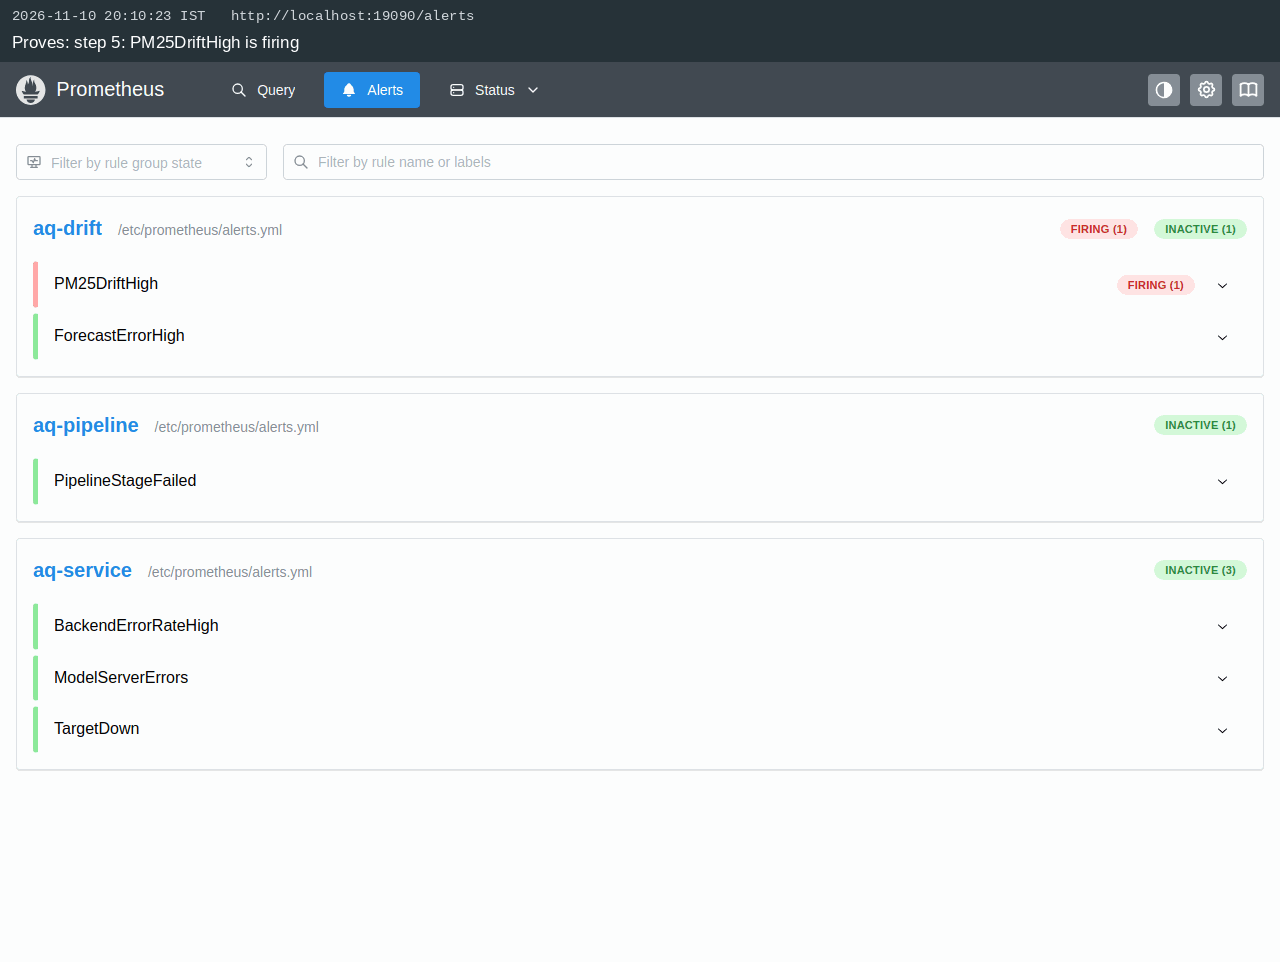 2026-11-10 20:10:23 IST http://localhost:19090/alerts
Proves: step 5: PM25DriftHigh is firing
Prometheus Query Alerts Status
Filter by rule group state Filter by rule name or labels
aq-drift /etc/prometheus/alerts.yml FIRING (1) INACTIVE (1)
PM25DriftHigh FIRING (1)
ForecastErrorHigh
aq-pipeline /etc/prometheus/alerts.yml INACTIVE (1)
PipelineStageFailed
aq-service /etc/prometheus/alerts.yml INACTIVE (3)
BackendErrorRateHigh
ModelServerErrors
TargetDown